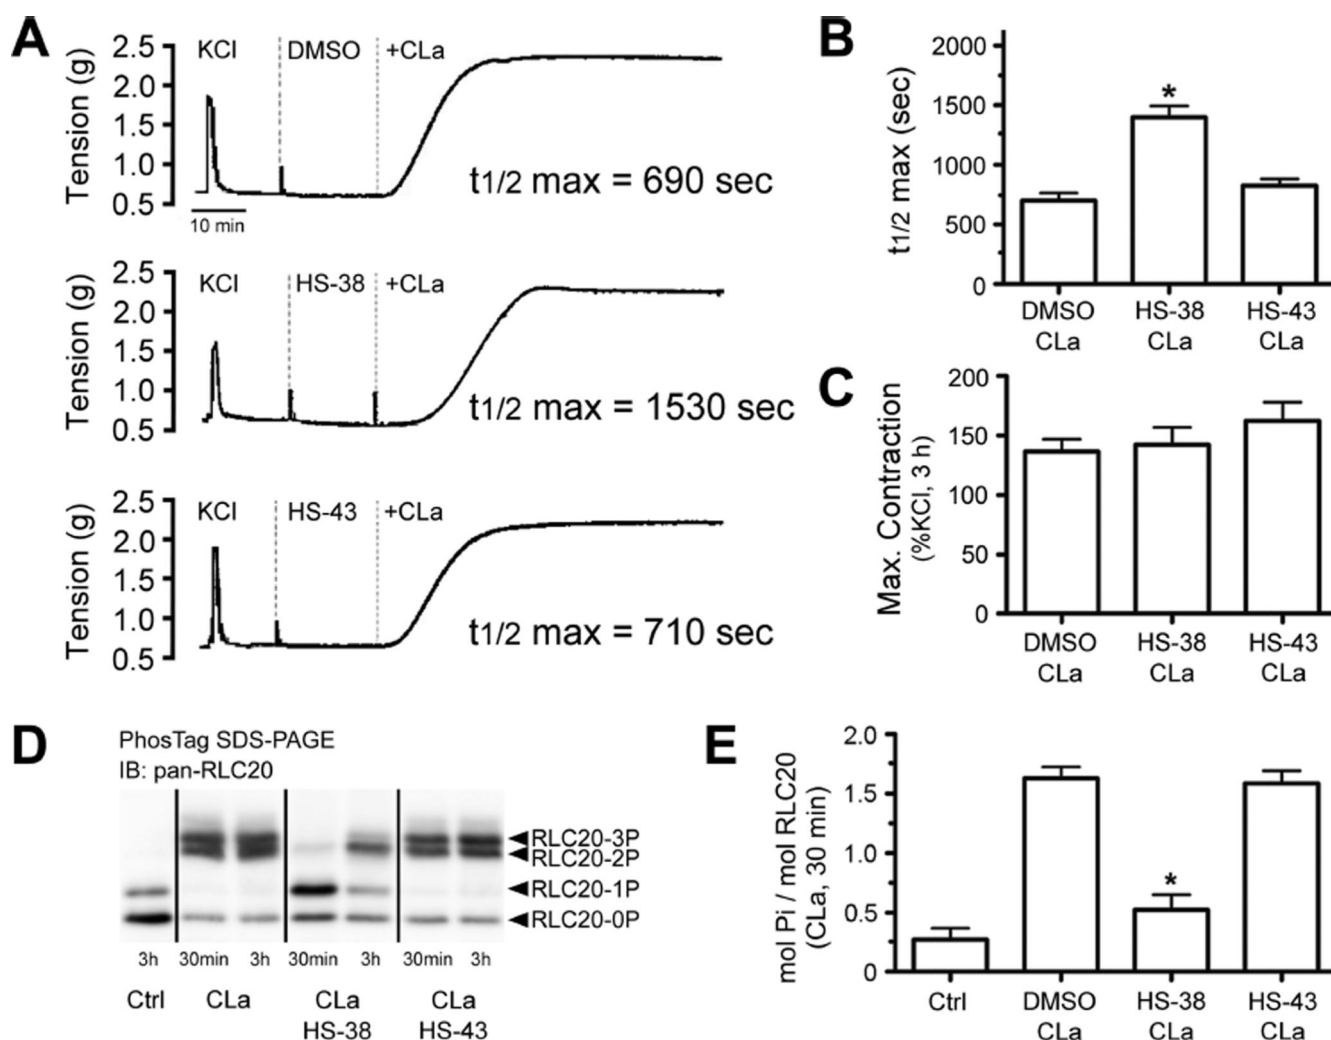 A
Tension (g)
2.5
2.0
1.5
1.0
0.5
KCl
DMSO
+CLa
t1/2 max = 690 sec
10 min
Tension (g)
2.5
2.0
1.5
1.0
0.5
KCl
HS-38
+CLa
t1/2 max = 1530 sec
Tension (g)
2.5
2.0
1.5
1.0
0.5
KCl
HS-43
+CLa
t1/2 max = 710 sec
B
t1/2 max (sec)
2000
1500
1000
500
0
*
DMSO HS-38 HS-43
CLa CLa CLa
C
Max. Contraction
(%KCl, 3 h)
200
150
100
50
0
DMSO HS-38 HS-43
CLa CLa CLa
D
PhosTag SDS-PAGE
IB: pan-RLC20
RLC20-3P
RLC20-2P
RLC20-1P
RLC20-0P
3h 30min 3h 30min 3h 30min 3h
Ctrl CLa CLa CLa
HS-38 HS-43
E
mol Pi / mol RLC20
(CLa, 30 min)
2.0
1.5
1.0
0.5
0
*
Ctrl DMSO HS-38 HS-43
CLa CLa CLa